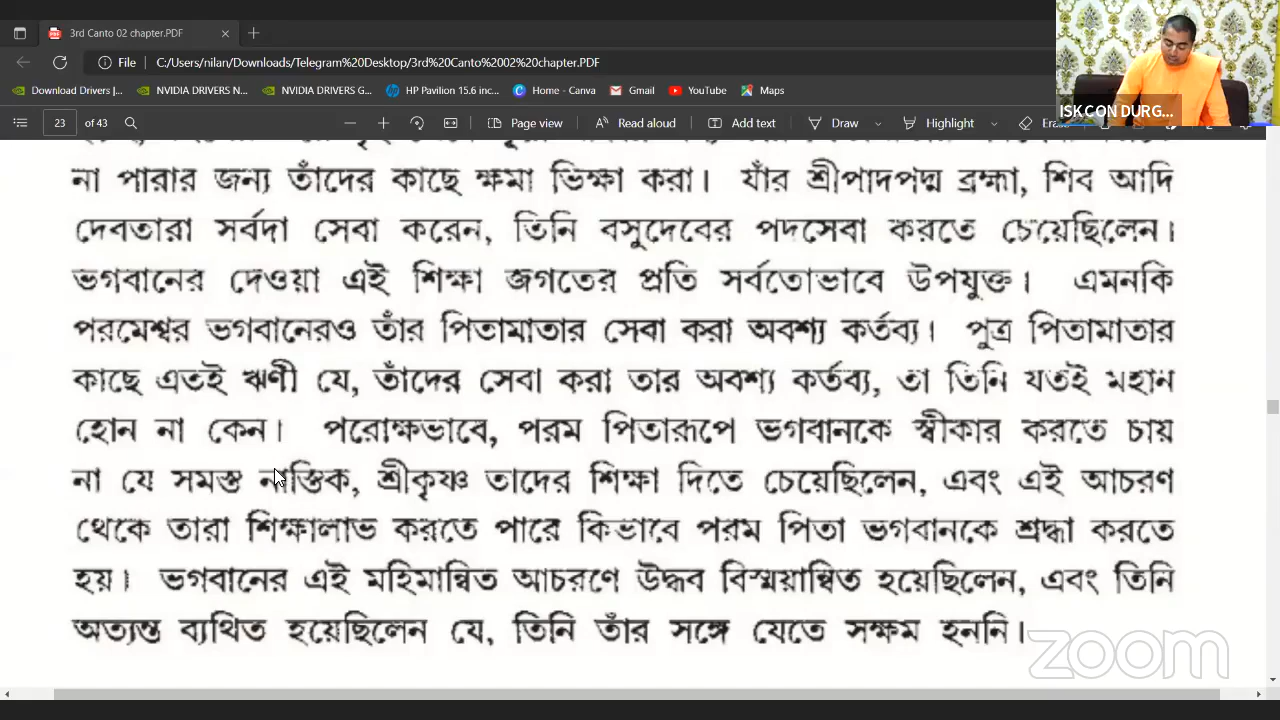 3rd Canto 02 chapter.PDF
File C:/Users/nilan/Downloads/Telegram%20Desktop/3rd%20Canto%2002%20chapter.PDF
Download Drivers |... NVIDIA DRIVERS N... NVIDIA DRIVERS G... HP Pavilion 15.6 inc... Home - Canva Gmail YouTube Maps
23 of 43 Page view Read aloud Add text Draw Highlight
ISKCON DURG...
না পারার জন্য তাঁদের কাছে ক্ষমা ভিক্ষা করা। যাঁর শ্রীপাদপদ্ম ব্রহ্মা, শিব আদি
দেবতারা সর্বদা সেবা করেন, তিনি বসুদেবের পদসেবা করতে চেয়েছিলেন।
ভগবানের দেওয়া এই শিক্ষা জগতের প্রতি সর্বতোভাবে উপযুক্ত। এমনকি
পরমেশ্বর ভগবানেরও তাঁর পিতামাতার সেবা করা অবশ্য কর্তব্য। পুত্র পিতামাতার
কাছে এতই ঋণী যে, তাঁদের সেবা করা তার অবশ্য কর্তব্য, তা তিনি যতই মহান
হোন না কেন। পরোক্ষভাবে, পরম পিতারূপে ভগবানকে স্বীকার করতে চায়
না যে সমস্ত নাস্তিক, শ্রীকৃষ্ণ তাদের শিক্ষা দিতে চেয়েছিলেন, এবং এই আচরণ
থেকে তারা শিক্ষালাভ করতে পারে কিভাবে পরম পিতা ভগবানকে শ্রদ্ধা করতে
হয়। ভগবানের এই মহিমান্বিত আচরণে উদ্ধব বিস্ময়ান্বিত হয়েছিলেন, এবং তিনি
অত্যন্ত ব্যথিত হয়েছিলেন যে, তিনি তাঁর সঙ্গে যেতে সক্ষম হননি।
zoom